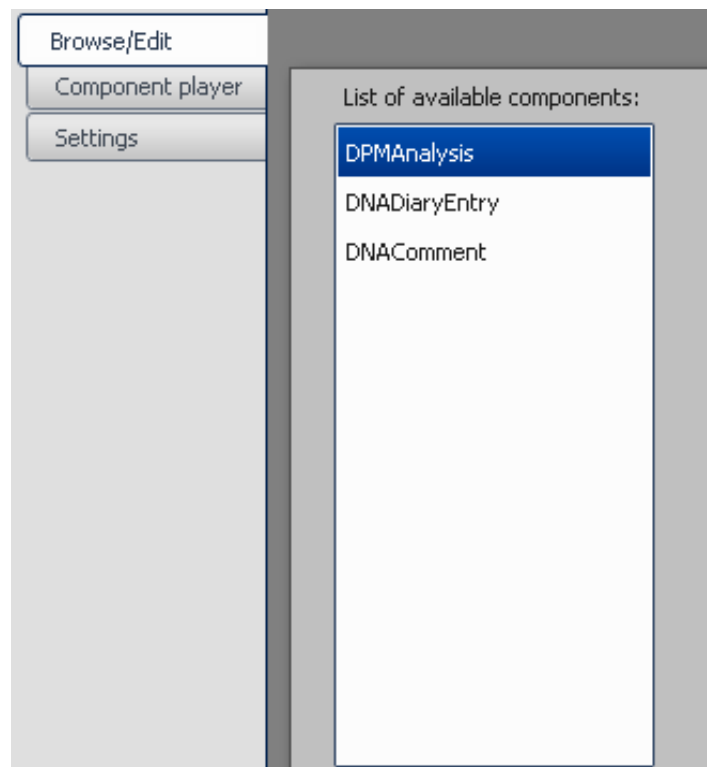 Browse/Edit
Component player
Settings
List of available components:
DPMAnalysis
DNADiaryEntry
DNAComment